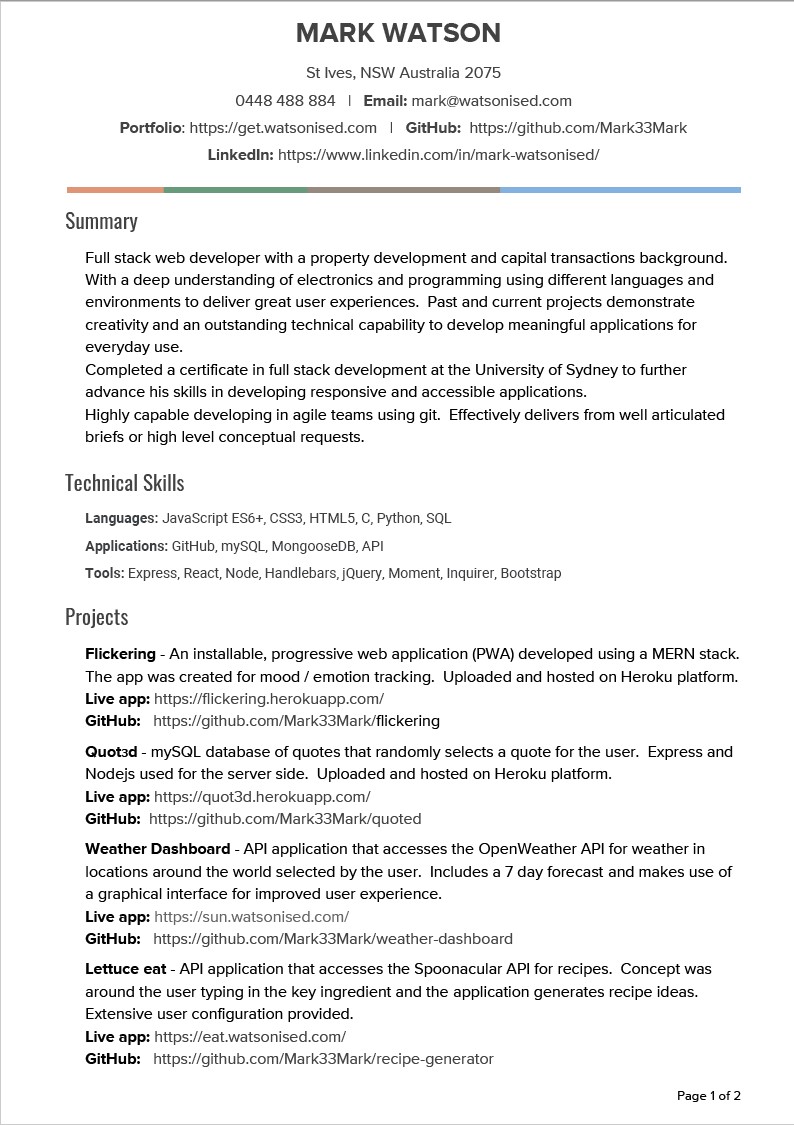 MARK WATSON
St Ives, NSW Australia 2075
0448 488 884 | Email: mark@watsonised.com
Portfolio: https://get.watsonised.com | GitHub: https://github.com/Mark33Mark
LinkedIn: https://www.linkedin.com/in/mark-watsonised/
Summary
Full stack web developer with a property development and capital transactions background.
With a deep understanding of electronics and programming using different languages and
environments to deliver great user experiences. Past and current projects demonstrate
creativity and an outstanding technical capability to develop meaningful applications for
everyday use.
Completed a certificate in full stack development at the University of Sydney to further
advance his skills in developing responsive and accessible applications.
Highly capable developing in agile teams using git. Effectively delivers from well articulated
briefs or high level conceptual requests.
Technical Skills
Languages: JavaScript ES6+, CSS3, HTML5, C, Python, SQL
Applications: GitHub, mySQL, MongooseDB, API
Tools: Express, React, Node, Handlebars, jQuery, Moment, Inquirer, Bootstrap
Projects
Flickering - An installable, progressive web application (PWA) developed using a MERN stack.
The app was created for mood / emotion tracking. Uploaded and hosted on Heroku platform.
Live app: https://flickering.herokuapp.com/
GitHub: https://github.com/Mark33Mark/flickering
Quot3d - mySQL database of quotes that randomly selects a quote for the user. Express and
Nodejs used for the server side. Uploaded and hosted on Heroku platform.
Live app: https://quot3d.herokuapp.com/
GitHub: https://github.com/Mark33Mark/quoted
Weather Dashboard - API application that accesses the OpenWeather API for weather in
locations around the world selected by the user. Includes a 7 day forecast and makes use of
a graphical interface for improved user experience.
Live app: https://sun.watsonised.com/
GitHub: https://github.com/Mark33Mark/weather-dashboard
Lettuce eat - API application that accesses the Spoonacular API for recipes. Concept was
around the user typing in the key ingredient and the application generates recipe ideas.
Extensive user configuration provided.
Live app: https://eat.watsonised.com/
GitHub: https://github.com/Mark33Mark/recipe-generator
Page 1 of 2